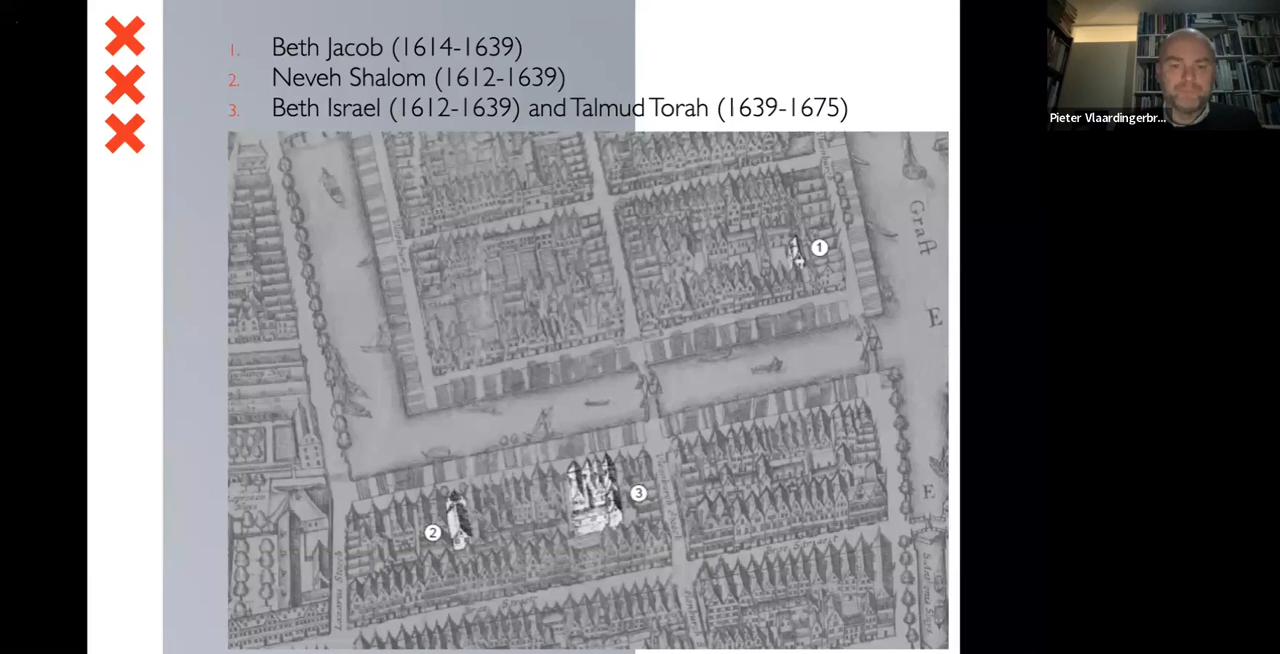 1. Beth Jacob (1614-1639)
2. Neveh Shalom (1612-1639)
3. Beth Israel (1612-1639) and Talmud Torah (1639-1675)
Pieter Vlaardingerbr...
Graft
1
E
3
E
2